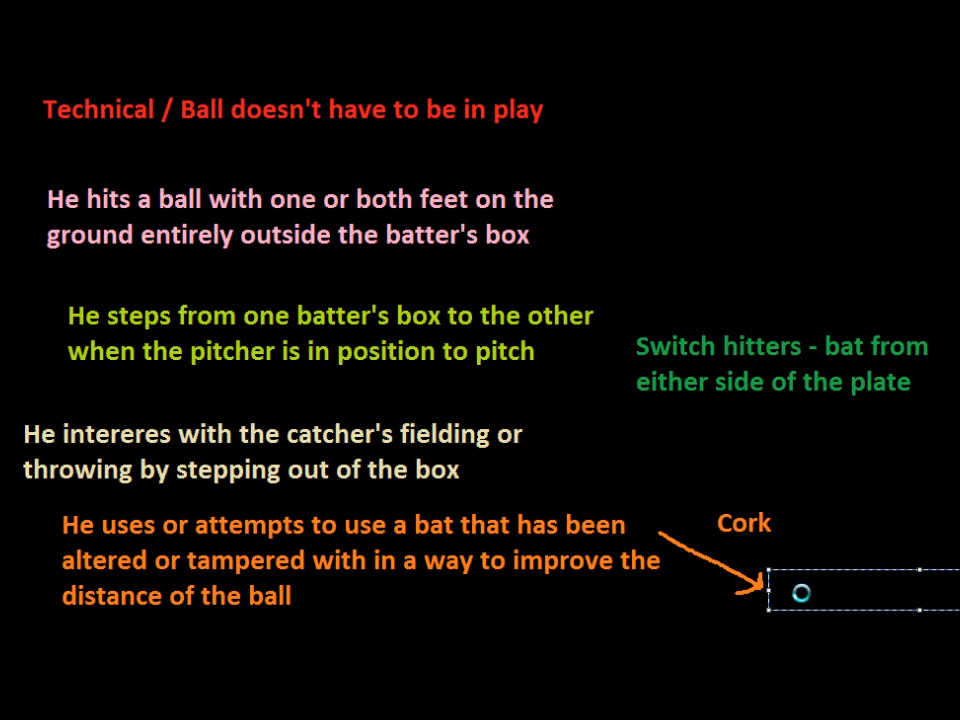 Technical / Ball doesn't have to be in play
He hits a ball with one or both feet on the
ground entirely outside the batter's box
He steps from one batter's box to the other
when the pitcher is in position to pitch
Switch hitters - bat from
either side of the plate
He intereres with the catcher's fielding or
throwing by stepping out of the box
He uses or attempts to use a bat that has been
altered or tampered with in a way to improve the
distance of the ball
Cork